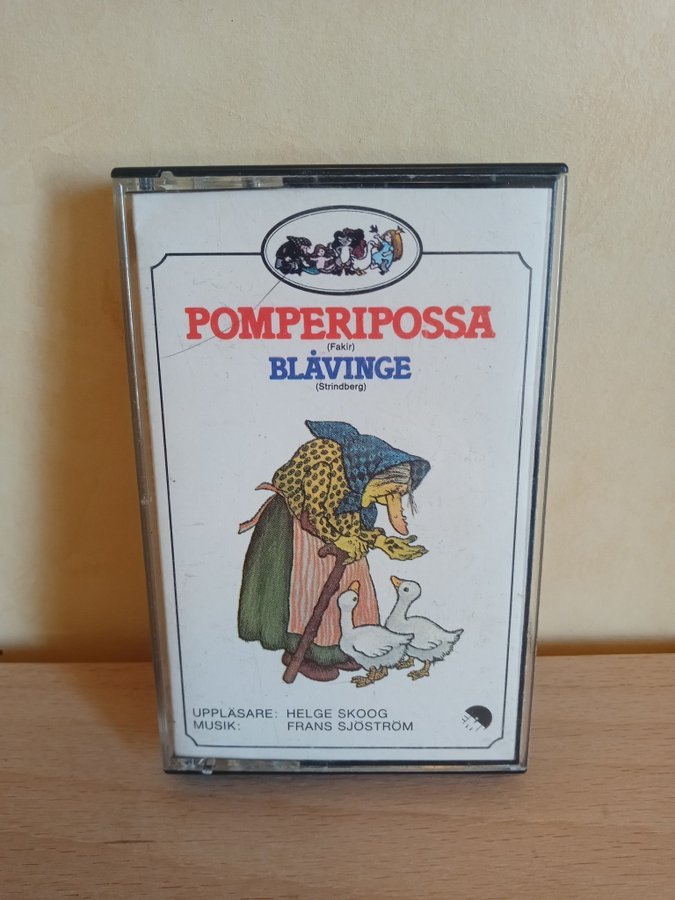 POMPERIPOSSA
(Fakir)
BLÅVINGE
(Strindberg)
UPPLÄSARE: HELGE SKOOG
MUSIK: FRANS SJÖSTRÖM